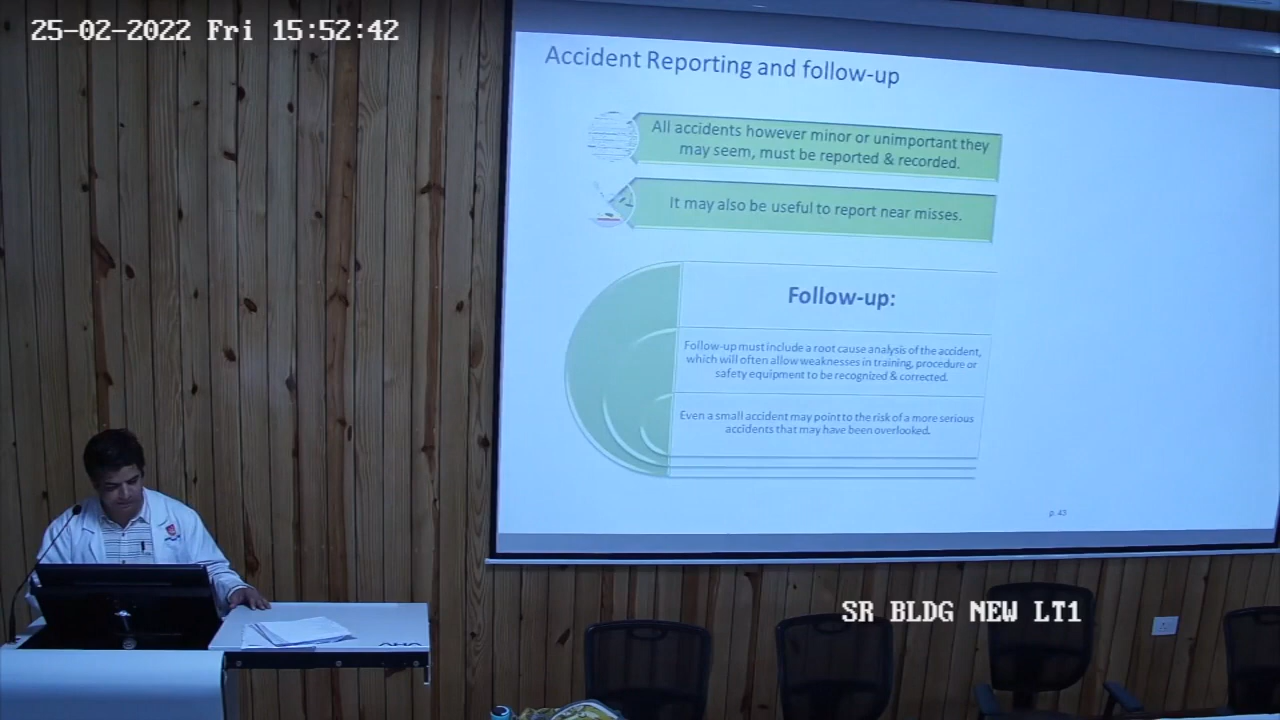 25-02-2022 Fri 15:52:42
Accident Reporting and follow-up
All accidents however minor or unimportant they
may seem, must be reported & recorded.
It may also be useful to report near misses.
Follow-up:
Follow-up must include a root cause analysis of the accident,
which will often allow weaknesses in training, procedure or
safety equipment to be recognized & corrected.
Even a small accident may point to the risk of a more serious
accidents that may have been overlooked.
p. 43
SR BLDG NEW LT1
AHA